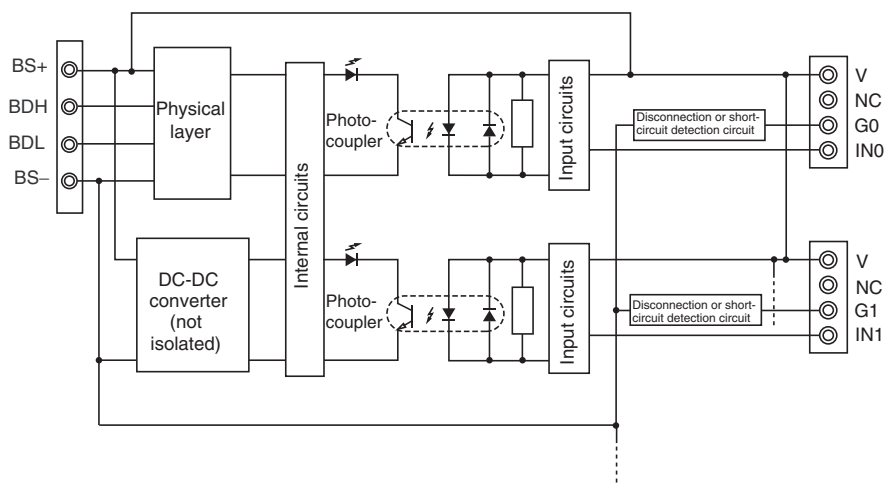 BS+
BDH
BDL
BS−
Physical
layer
DC-DC
converter
(not
isolated)
Internal circuits
Photo-
coupler
Input circuits
Disconnection or short-
circuit detection circuit
V
NC
G0
IN0
Photo-
coupler
Input circuits
Disconnection or short-
circuit detection circuit
V
NC
G1
IN1